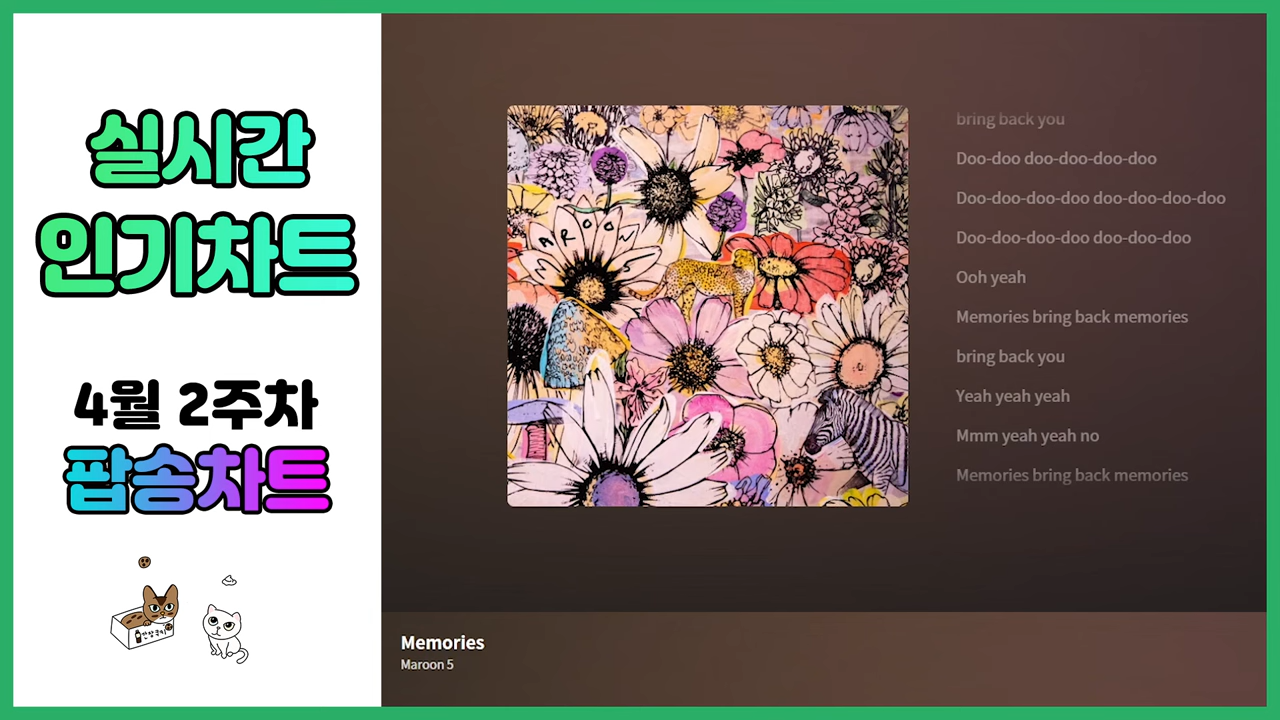 실시간
인기차트
4월 2주차
팝송차트
MAROON
5
bring back you
Doo-doo doo-doo-doo-doo
Doo-doo-doo-doo doo-doo-doo-doo
Doo-doo-doo-doo doo-doo-doo
Ooh yeah
Memories bring back memories
bring back you
Yeah yeah yeah
Mmm yeah yeah no
Memories bring back memories
Memories
Maroon 5